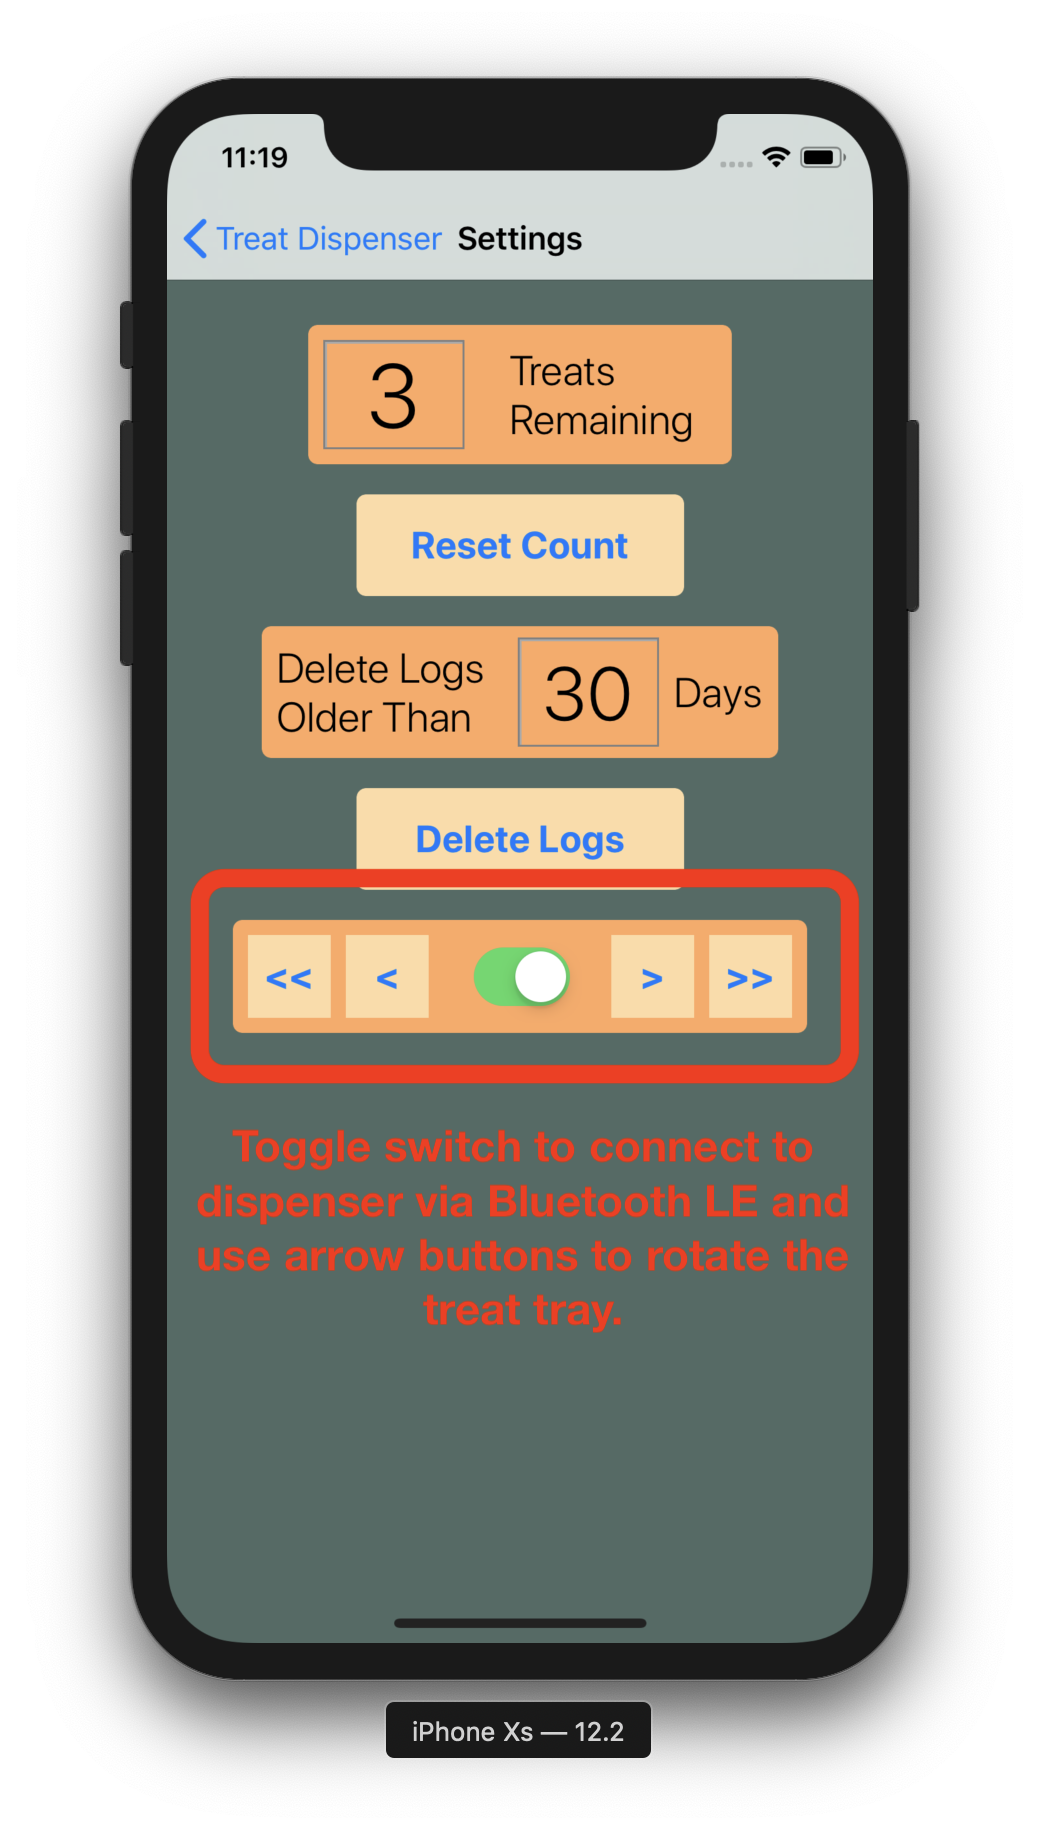 11:19
Treat Dispenser Settings
3
Treats
Remaining
Reset Count
Delete Logs
Older Than
30
Days
Delete Logs
<< < > >>
Toggle switch to connect to
dispenser via Bluetooth LE and
use arrow buttons to rotate the
treat tray.
iPhone Xs — 12.2